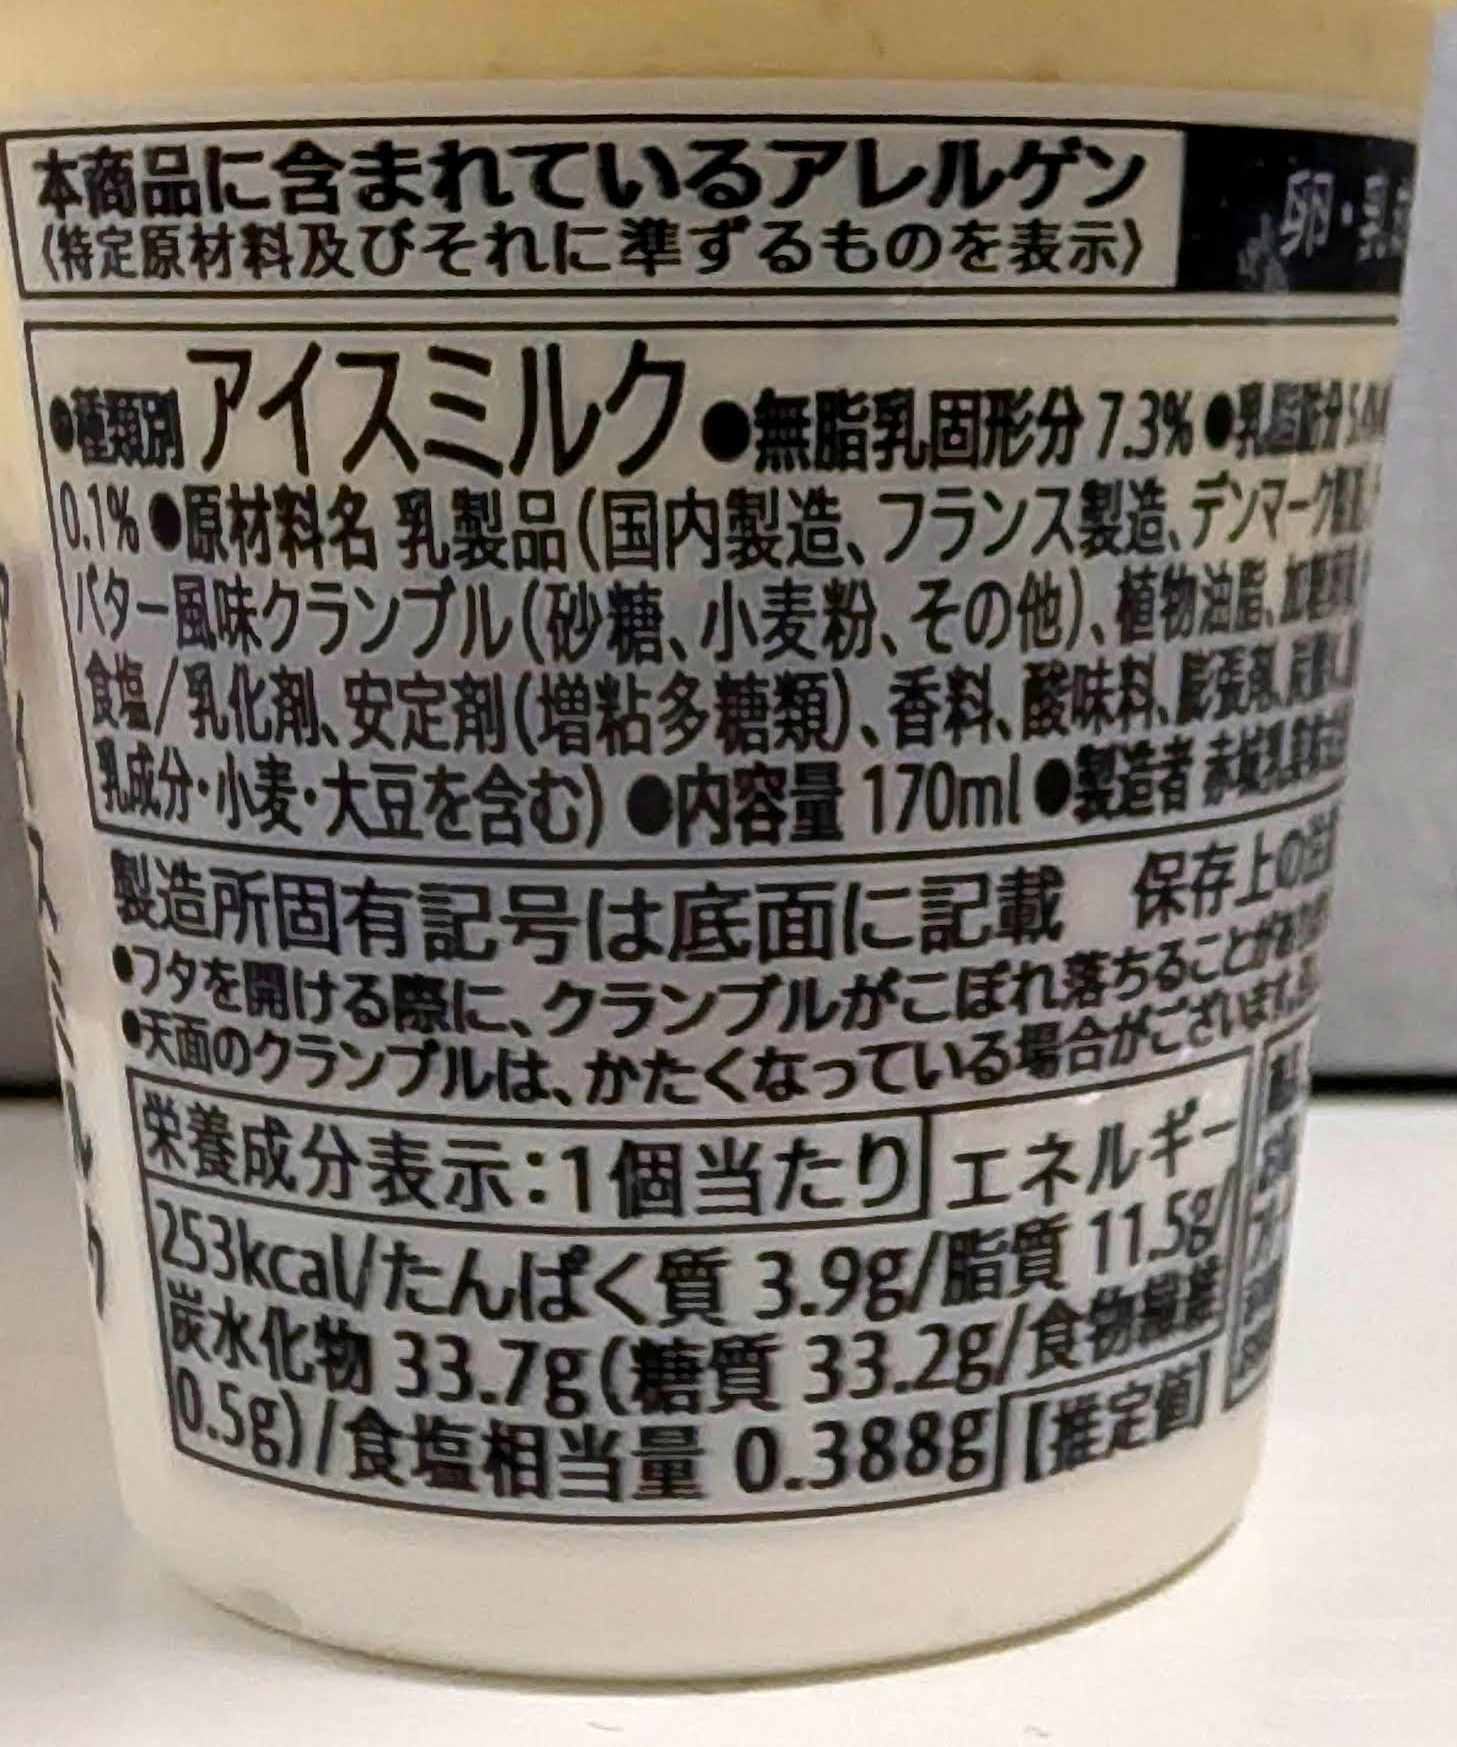 本商品に含まれているアレルゲン
〈特定原材料及びそれに準ずるものを表示〉
卵・乳
●種類別 アイスミルク ●無脂乳固形分 7.3% ●乳脂肪分
0.1% ●原材料名 乳製品(国内製造、フランス製造、デンマーク製造
バター風味クランブル(砂糖、小麦粉、その他)、植物油脂、加糖
食塩/乳化剤、安定剤(増粘多糖類)、香料、酸味料、膨張剤、
乳成分・小麦・大豆を含む) ●内容量 170ml ●製造者 赤城乳業株式
製造所固有記号は底面に記載 保存上の注
●フタを開ける際に、クランブルがこぼれ落ちることが
●天面のクランブルは、かたくなっている場合がございます。
栄養成分表示:1個当たり エネルギー
253kcal/たんぱく質 3.9g/脂質 11.5g/
炭水化物 33.7g(糖質 33.2g/食物繊維
0.5g)/食塩相当量 0.388g 【推定値】